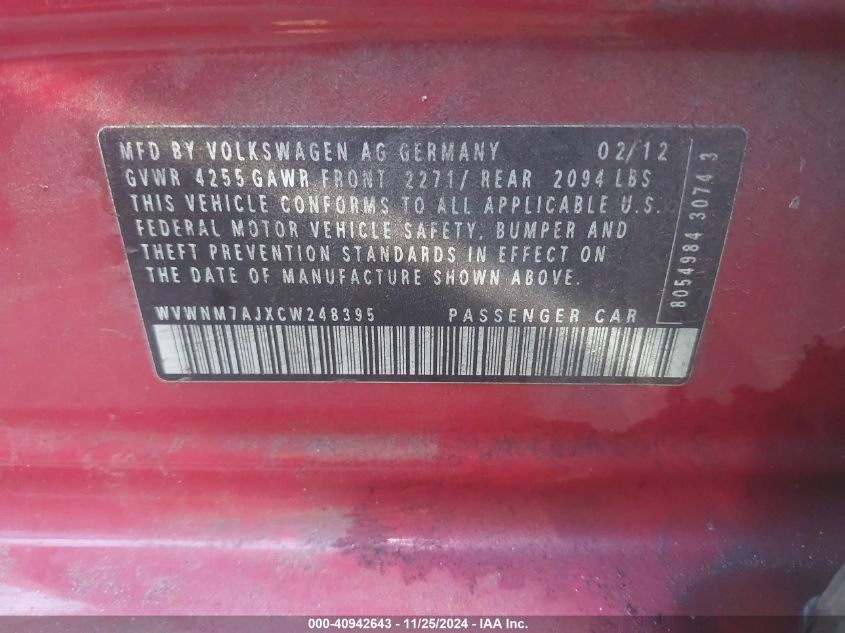 MFD BY VOLKSWAGEN AG GERMANY 02/12
GVWR 4255 GAWR FRONT 2271/ REAR 2094 LBS
THIS VEHICLE CONFORMS TO ALL APPLICABLE U.S.
FEDERAL MOTOR VEHICLE SAFETY, BUMPER AND
THEFT PREVENTION STANDARDS IN EFFECT ON
THE DATE OF MANUFACTURE SHOWN ABOVE.
WVWNM7AJXCW248395 PASSENGER CAR
8054984 3074 3
000-40942643 - 11/25/2024 - IAA Inc.